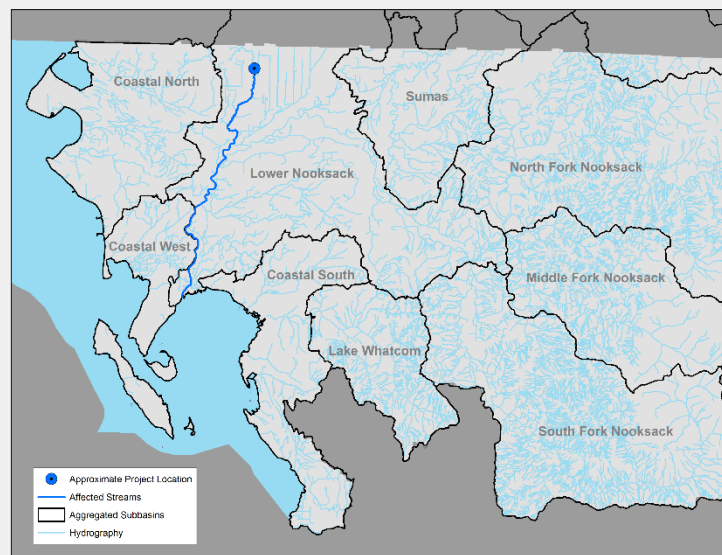 Coastal North
Sumas
North Fork Nooksack
Lower Nooksack
Coastal West
Coastal South
Middle Fork Nooksack
Lake Whatcom
South Fork Nooksack
Approximate Project Location
Affected Streams
Aggregated Subbasins
Hydrography